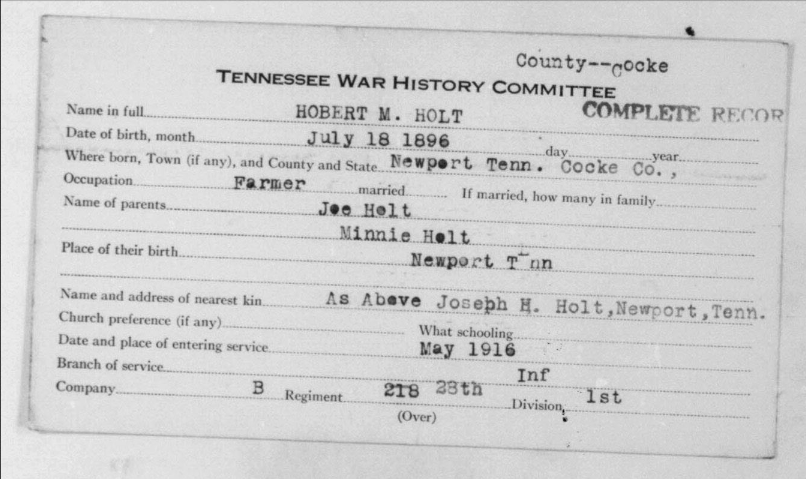 County--Cocke
TENNESSEE WAR HISTORY COMMITTEE
COMPLETE RECOR
Name in full HOBERT M. HOLT
Date of birth, month July 18 1896 day year
Where born, Town (if any), and County and State Newport Tenn. Cocke Co.,
Occupation Farmer married If married, how many in family
Name of parents Joe Holt
Minnie Holt
Place of their birth Newport T nn
Name and address of nearest kin As Above Joseph H. Holt,Newport,Tenn.
Church preference (if any) What schooling
Date and place of entering service May 1916
Branch of service Inf
Company B Regiment 28th Division, 1st
(Over)